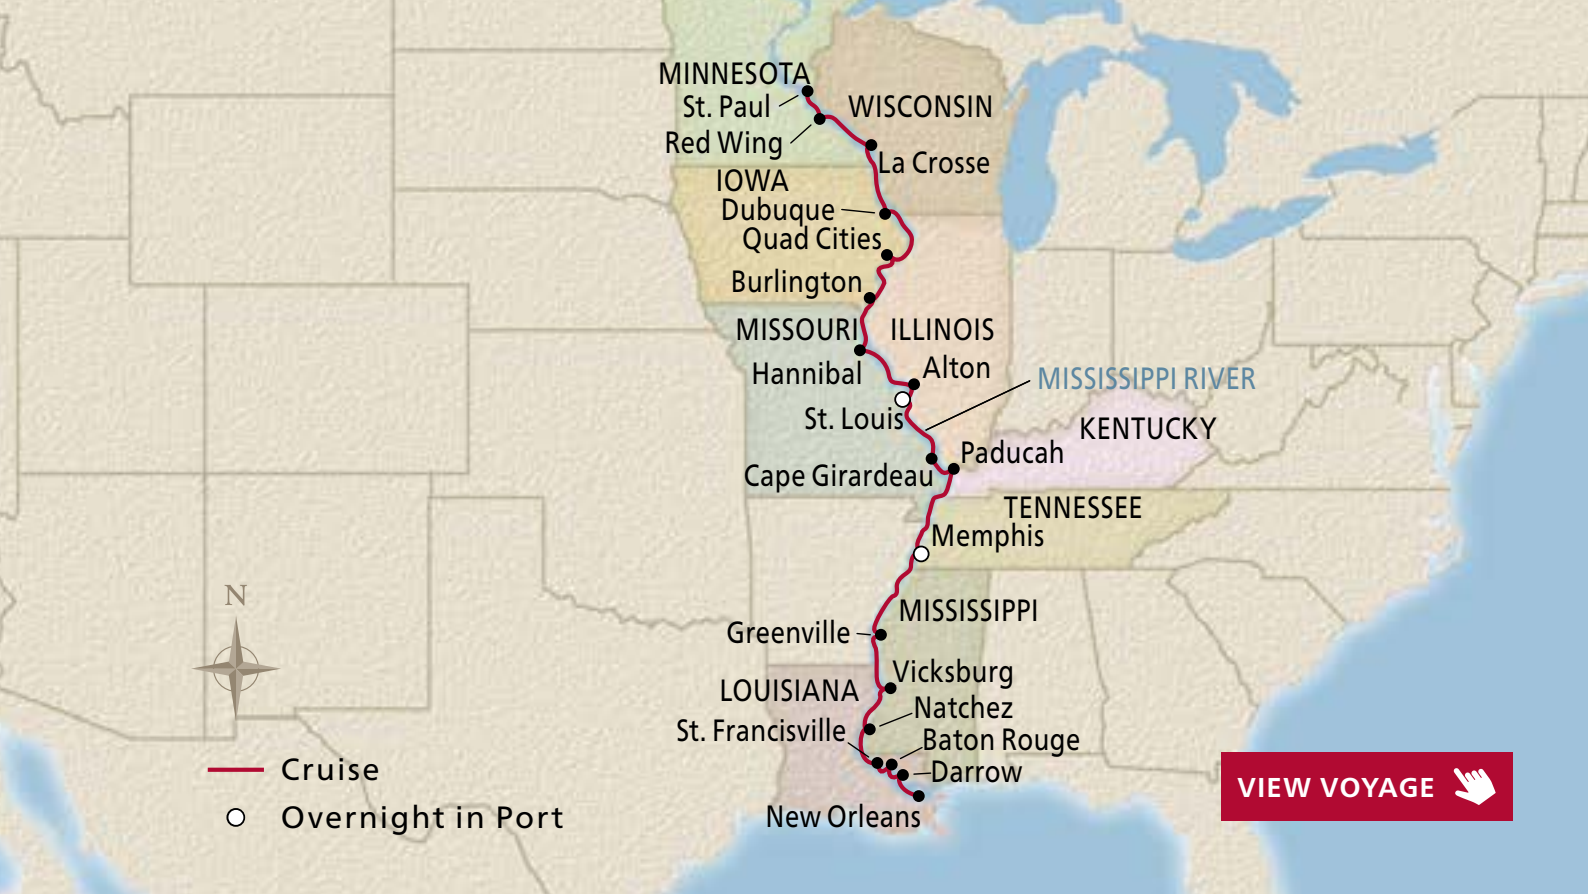 MINNESOTA
St. Paul
WISCONSIN
Red Wing
La Crosse
IOWA
Dubuque
Quad Cities
Burlington
MISSOURI
ILLINOIS
Hannibal
Alton
MISSISSIPPI RIVER
St. Louis
KENTUCKY
Paducah
Cape Girardeau
TENNESSEE
Memphis
N
MISSISSIPPI
Greenville
Vicksburg
LOUISIANA
Natchez
St. Francisville
Baton Rouge
Darrow
New Orleans
Cruise
Overnight in Port
VIEW VOYAGE